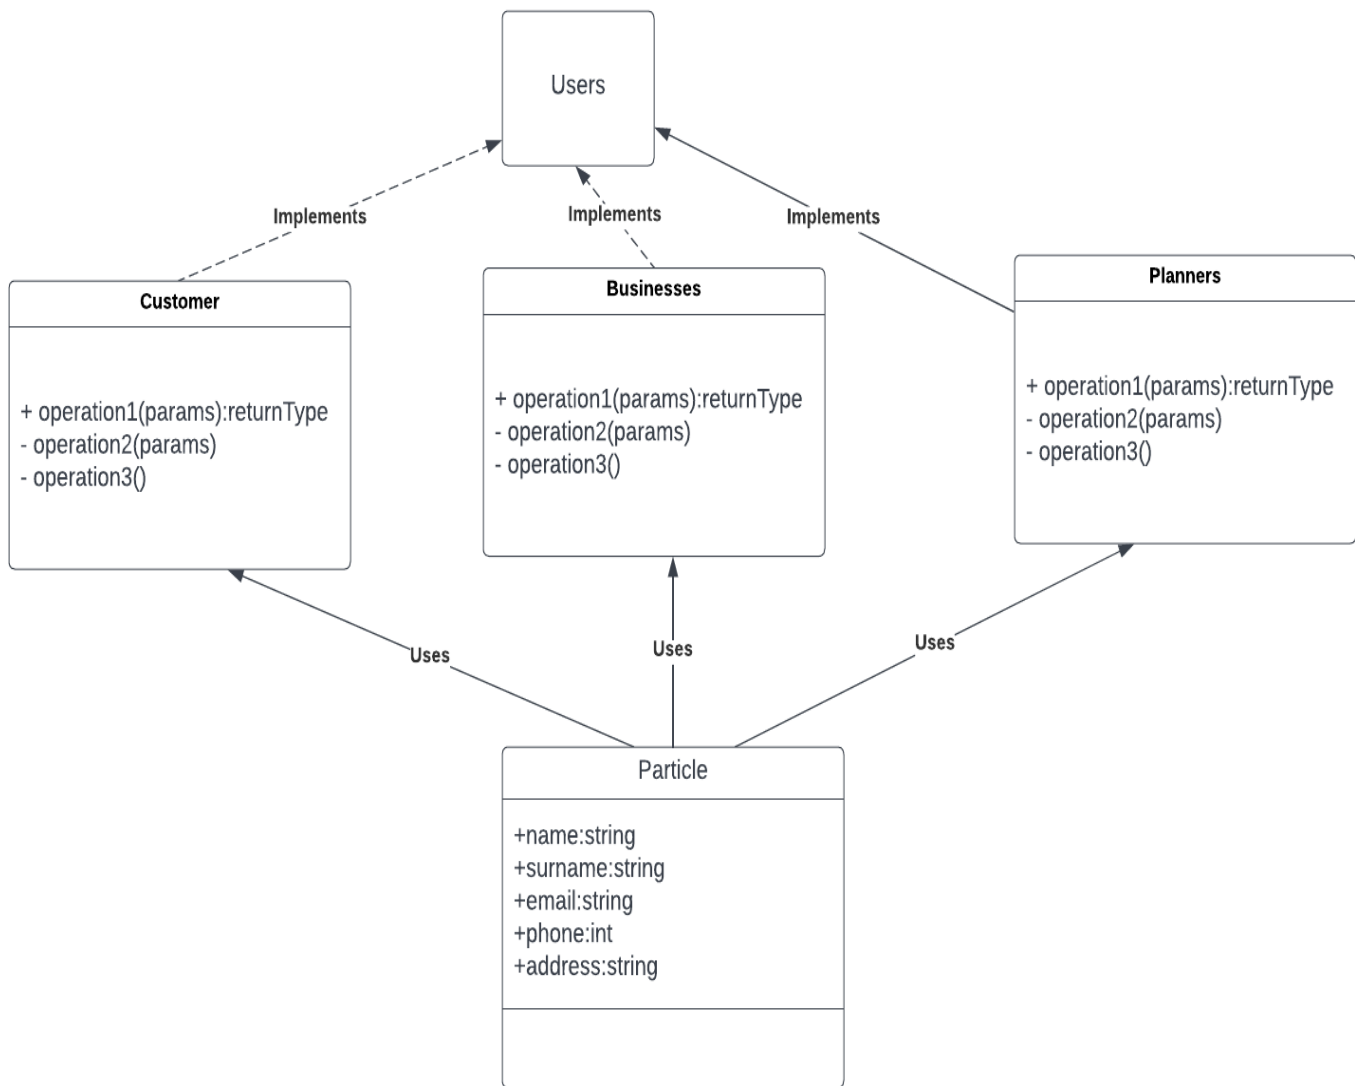 Users
Implements
Implements
Implements
Customer
+ operation1(params):returnType
- operation2(params)
- operation3()
Businesses
+ operation1(params):returnType
- operation2(params)
- operation3()
Planners
+ operation1(params):returnType
- operation2(params)
- operation3()
Uses
Uses
Uses
Particle
+name:string
+surname:string
+email:string
+phone:int
+address:string